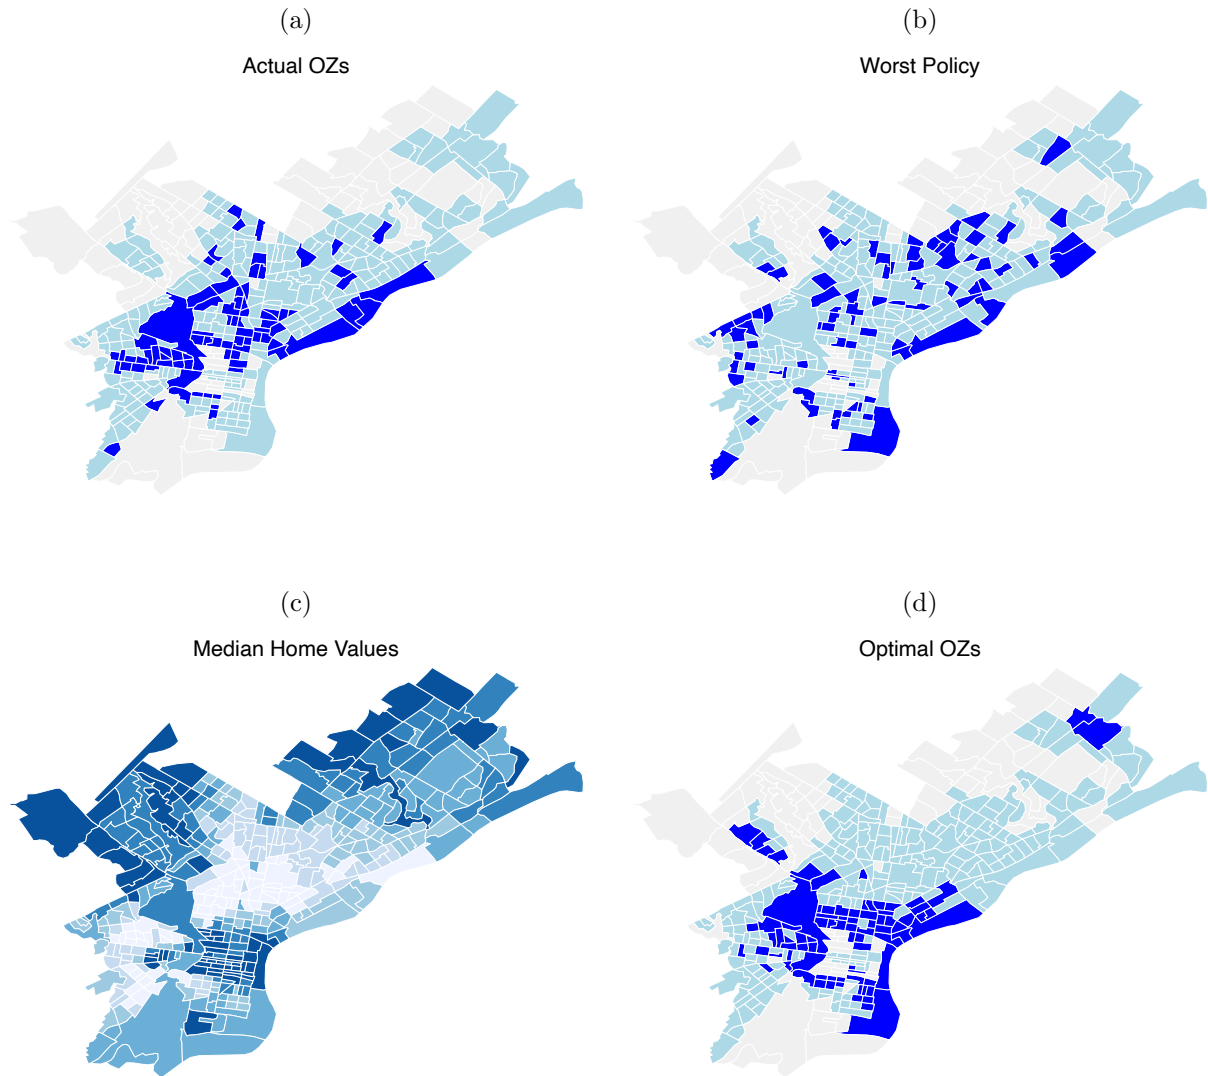 (a)
Actual OZs
(b)
Worst Policy
(c)
Median Home Values
(d)
Optimal OZs